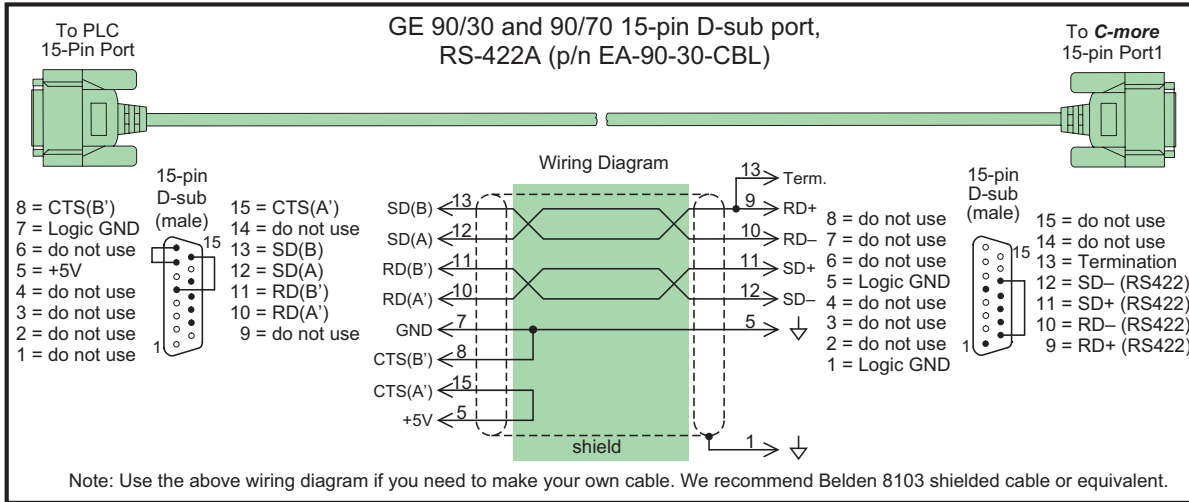 To PLC
15-Pin Port
GE 90/30 and 90/70 15-pin D-sub port,
RS-422A (p/n EA-90-30-CBL)
To C-more
15-pin Port1
15-pin
D-sub
(male)
8 = CTS(B’)
7 = Logic GND
6 = do not use
5 = +5V
4 = do not use
3 = do not use
2 = do not use
1 = do not use
15
1
15 = CTS(A’)
14 = do not use
13 = SD(B)
12 = SD(A)
11 = RD(B’)
10 = RD(A’)
9 = do not use
Wiring Diagram
13 Term.
SD(B) 13 9 RD+
SD(A) 12 10 RD–
RD(B’) 11 11 SD+
RD(A’) 10 12 SD–
GND 7 5
CTS(B’) 8
CTS(A’) 15
+5V 5
shield 1
8 = do not use
7 = do not use
6 = do not use
5 = Logic GND
4 = do not use
3 = do not use
2 = do not use
1 = Logic GND
15-pin
D-sub
(male)
15
1
15 = do not use
14 = do not use
13 = Termination
12 = SD– (RS422)
11 = SD+ (RS422)
10 = RD– (RS422)
9 = RD+ (RS422)
Note: Use the above wiring diagram if you need to make your own cable. We recommend Belden 8103 shielded cable or equivalent.